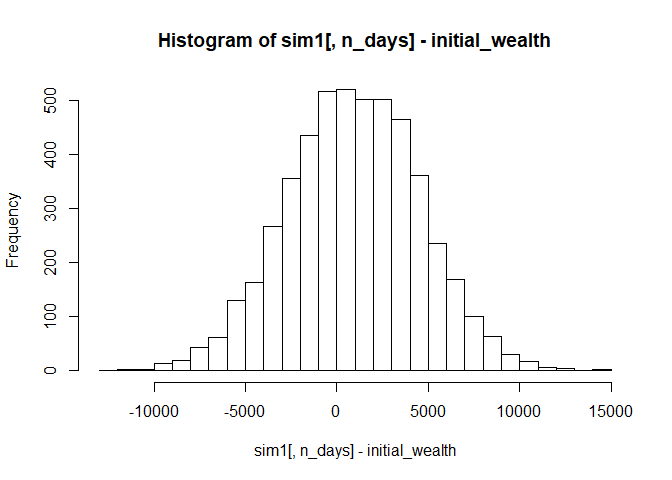 Histogram of sim1[, n_days] - initial_wealth
Frequency
500
400
300
200
100
0
-10000 -5000 0 5000 10000 15000
sim1[, n_days] - initial_wealth